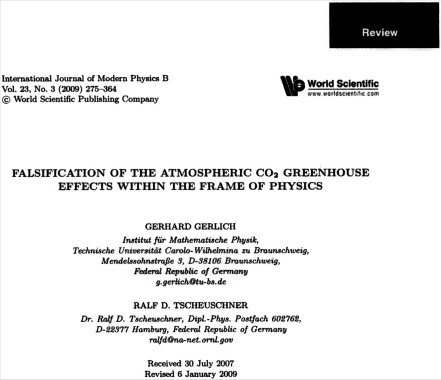 Review
International Journal of Modern Physics B
Vol. 23, No. 3 (2009) 275–364
© World Scientific Publishing Company
World Scientific
www.worldscientific.com
FALSIFICATION OF THE ATMOSPHERIC CO₂ GREENHOUSE
EFFECTS WITHIN THE FRAME OF PHYSICS
GERHARD GERLICH
Institut für Mathematische Physik,
Technische Universität Carolo-Wilhelmina zu Braunschweig,
Mendelssohnstraße 3, D-38106 Braunschweig,
Federal Republic of Germany
g.gerlich@tu-bs.de
RALF D. TSCHEUSCHNER
Dr. Ralf D. Tscheuschner, Dipl.-Phys. Postfach 602762,
D-22377 Hamburg, Federal Republic of Germany
ralfd@na-net.ornl.gov
Received 30 July 2007
Revised 6 January 2009